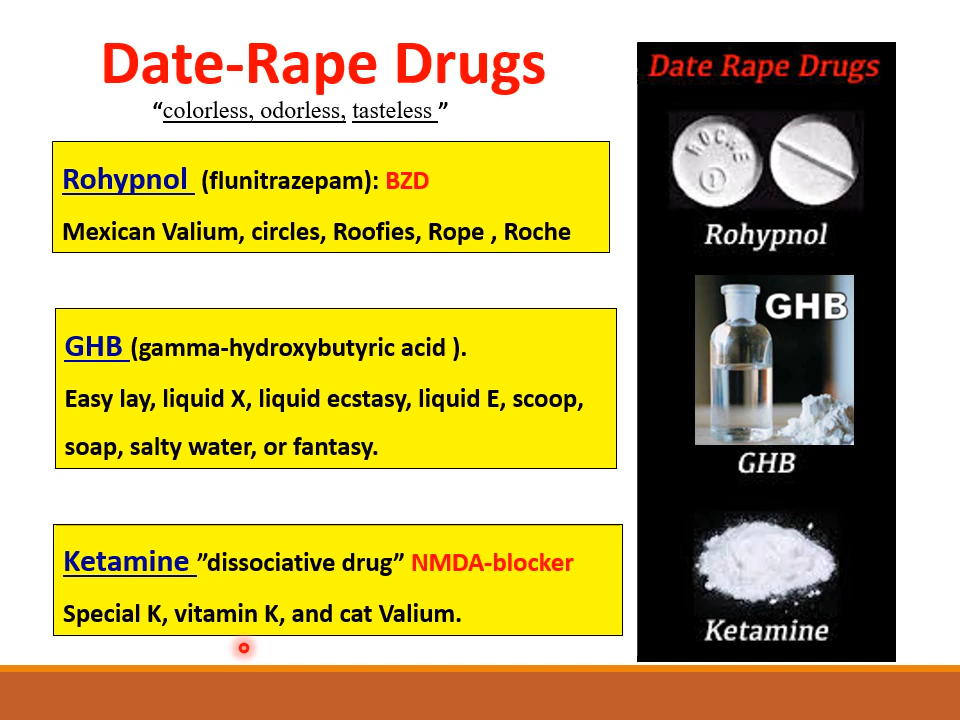 Date-Rape Drugs
“colorless, odorless, tasteless ”
Rohypnol (flunitrazepam): BZD
Mexican Valium, circles, Roofies, Rope , Roche
GHB (gamma-hydroxybutyric acid ).
Easy lay, liquid X, liquid ecstasy, liquid E, scoop,
soap, salty water, or fantasy.
Ketamine ”dissociative drug” NMDA-blocker
Special K, vitamin K, and cat Valium.
Date Rape Drugs
ROCHE
1
Rohypnol
GHB
GHB
Ketamine